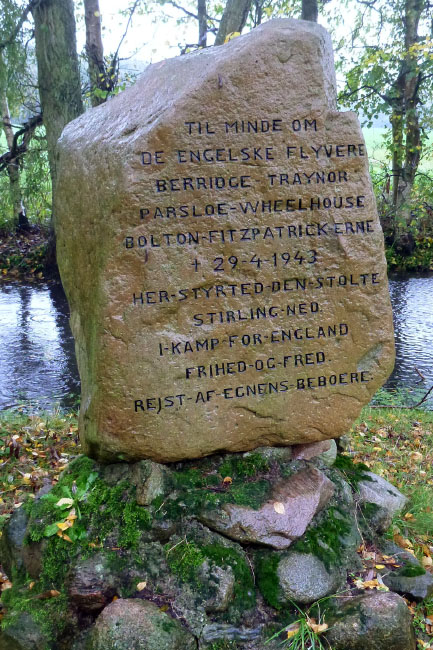 TIL MINDE OM
DE ENGELSKE FLYVERE
BERRIDGE TRAYNOR
PARSLOE-WHEELHOUSE
BOLTON-FITZPATRICK-ERNE
† 29-4-1943
HER-STYRTED-DEN-STOLTE
STIRLING-NED.
I-KAMP-FOR-ENGLAND
FRIHED-OG-FRED.
REJST-AF-EGNENS-BEBOERE.